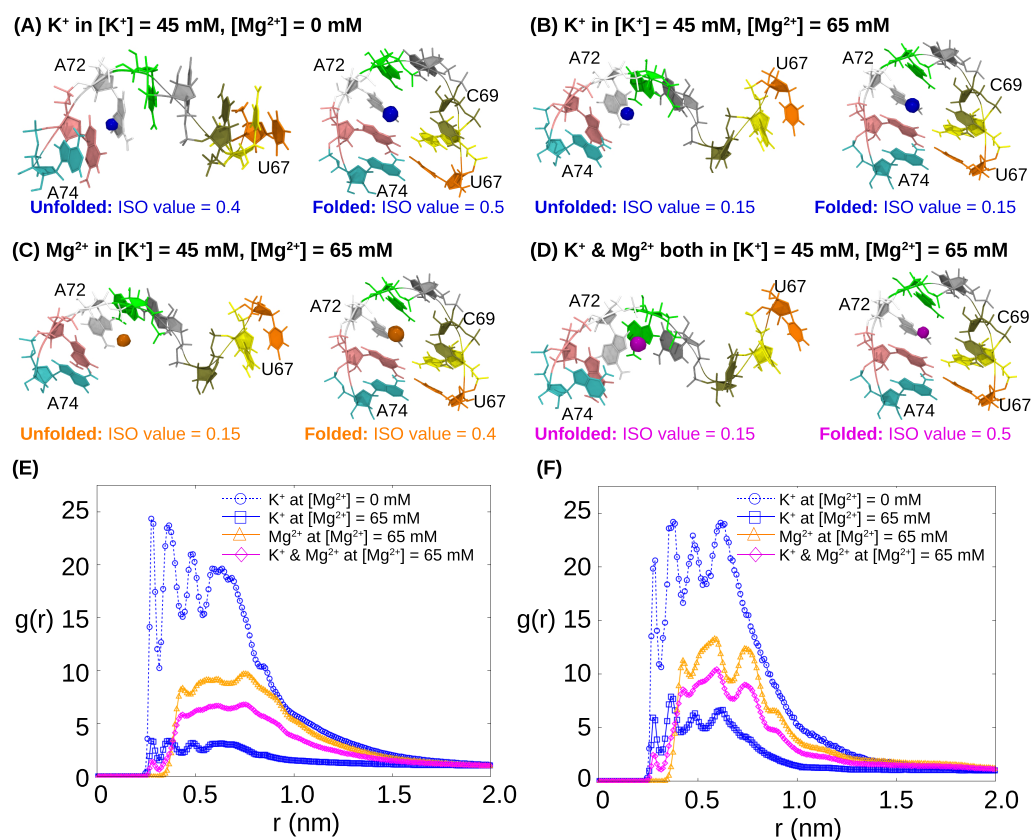 (A) K⁺ in [K⁺] = 45 mM, [Mg²⁺] = 0 mM
A72
A74
U67
Unfolded: ISO value = 0.4
A72
C69
A74
U67
Folded: ISO value = 0.5
(B) K⁺ in [K⁺] = 45 mM, [Mg²⁺] = 65 mM
A72
U67
A74
Unfolded: ISO value = 0.15
A72
C69
A74
U67
Folded: ISO value = 0.15
(C) Mg²⁺ in [K⁺] = 45 mM, [Mg²⁺] = 65 mM
A72
U67
A74
Unfolded: ISO value = 0.15
A72
C69
A74
U67
Folded: ISO value = 0.4
(D) K⁺ & Mg²⁺ both in [K⁺] = 45 mM, [Mg²⁺] = 65 mM
A72
U67
A74
Unfolded: ISO value = 0.15
A72
C69
A74
U67
Folded: ISO value = 0.5
(E)
K⁺ at [Mg²⁺] = 0 mM
K⁺ at [Mg²⁺] = 65 mM
Mg²⁺ at [Mg²⁺] = 65 mM
K⁺ & Mg²⁺ at [Mg²⁺] = 65 mM
25
20
15
10
5
0
g(r)
0 0.5 1.0 1.5 2.0
r (nm)
(F)
K⁺ at [Mg²⁺] = 0 mM
K⁺ at [Mg²⁺] = 65 mM
Mg²⁺ at [Mg²⁺] = 65 mM
K⁺ & Mg²⁺ at [Mg²⁺] = 65 mM
25
20
15
10
5
0
g(r)
0 0.5 1.0 1.5 2.0
r (nm)